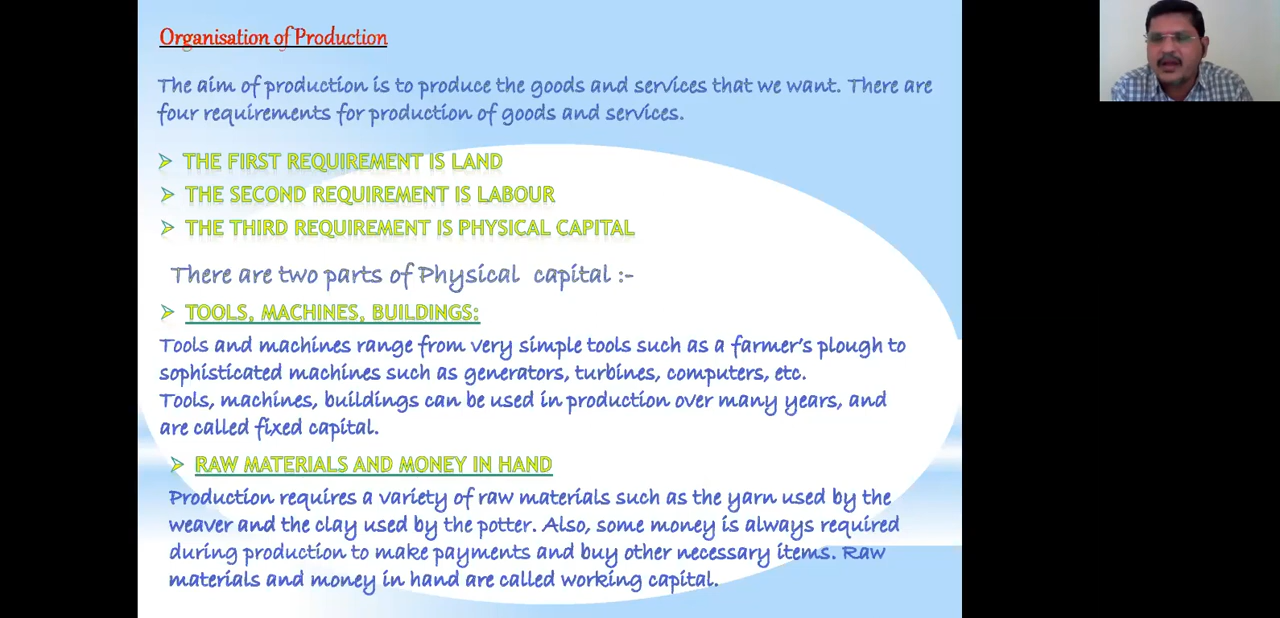 Organisation of Production
The aim of production is to produce the goods and services that we want. There are
four requirements for production of goods and services.
THE FIRST REQUIREMENT IS LAND
THE SECOND REQUIREMENT IS LABOUR
THE THIRD REQUIREMENT IS PHYSICAL CAPITAL
There are two parts of Physical capital :-
TOOLS, MACHINES, BUILDINGS:
Tools and machines range from very simple tools such as a farmer's plough to
sophisticated machines such as generators, turbines, computers, etc.
Tools, machines, buildings can be used in production over many years, and
are called fixed capital.
RAW MATERIALS AND MONEY IN HAND
Production requires a variety of raw materials such as the yarn used by the
weaver and the clay used by the potter. Also, some money is always required
during production to make payments and buy other necessary items. Raw
materials and money in hand are called working capital.